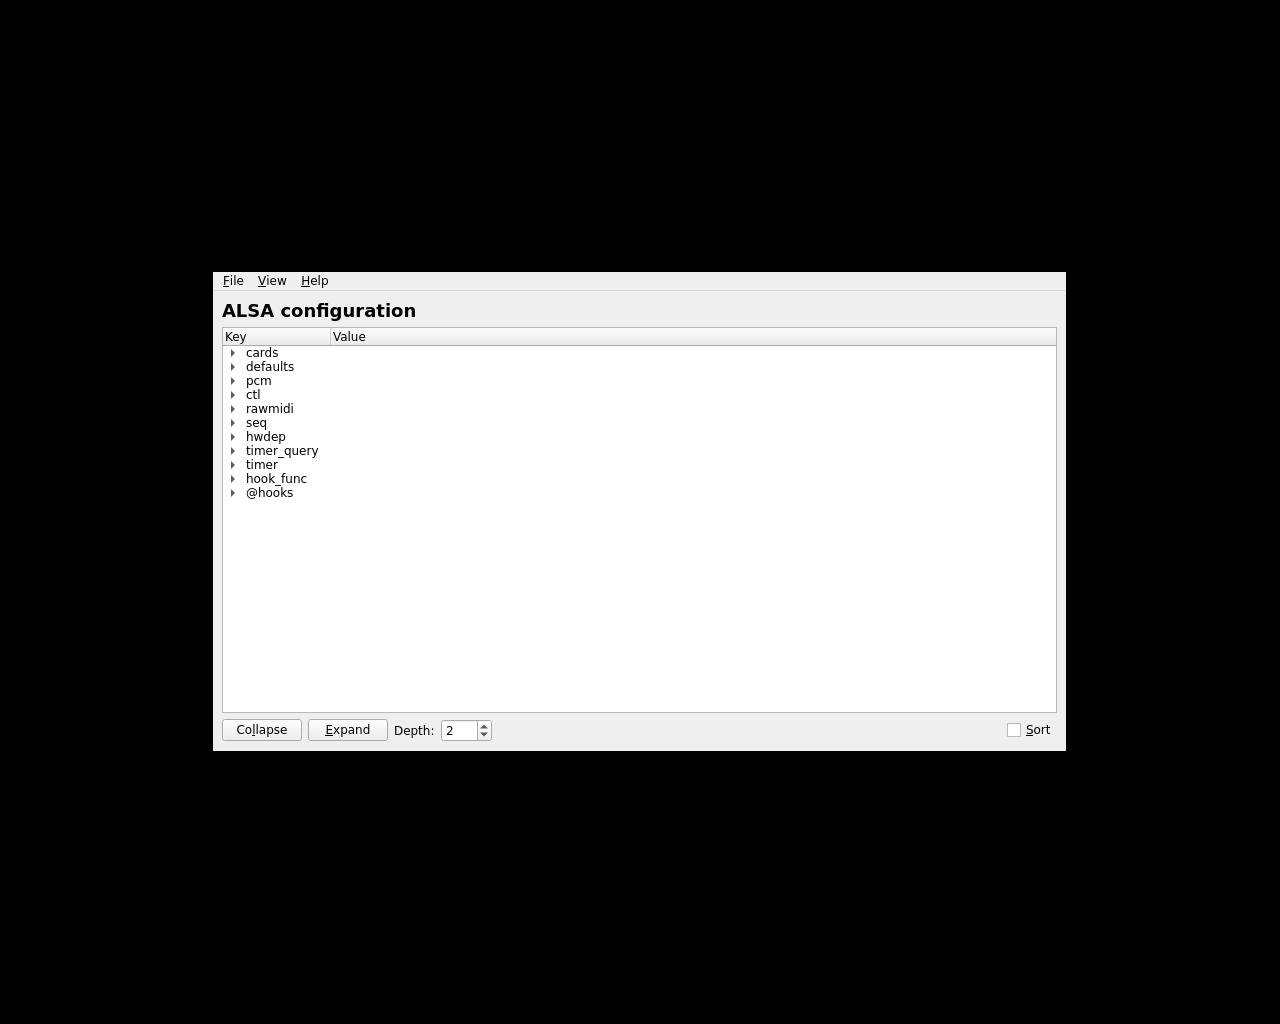 File View Help
ALSA configuration
Key Value
cards
defaults
pcm
ctl
rawmidi
seq
hwdep
timer_query
timer
hook_func
@hooks
Collapse Expand Depth: 2 Sort